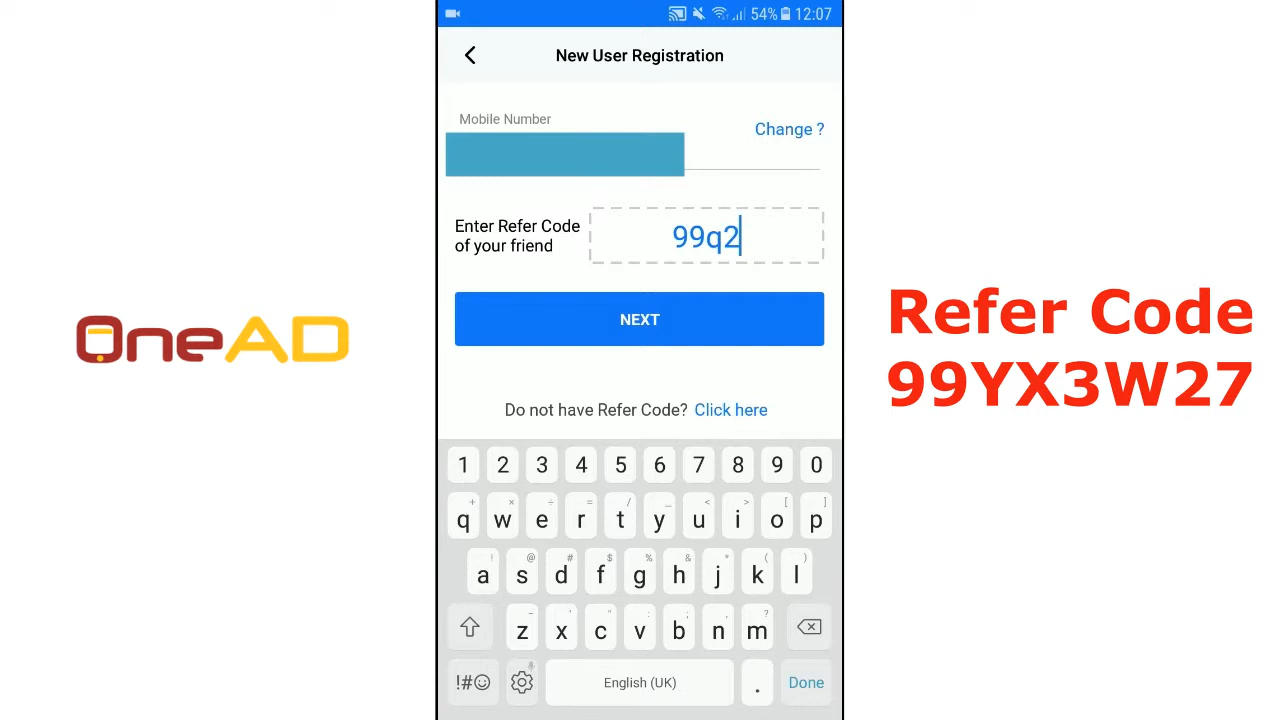 54% 12:07
New User Registration
Mobile Number
Change ?
Enter Refer Code
of your friend
99q2
NEXT
Do not have Refer Code? Click here
1 2 3 4 5 6 7 8 9 0
+ × ÷ = / _ < > [ ]
q w e r t y u i o p
! @ # $ % & * ( )
a s d f g h j k l
- ' " : ; , ?
z x c v b n m
!#☺ English (UK) . Done
OneAD
Refer Code
99YX3W27